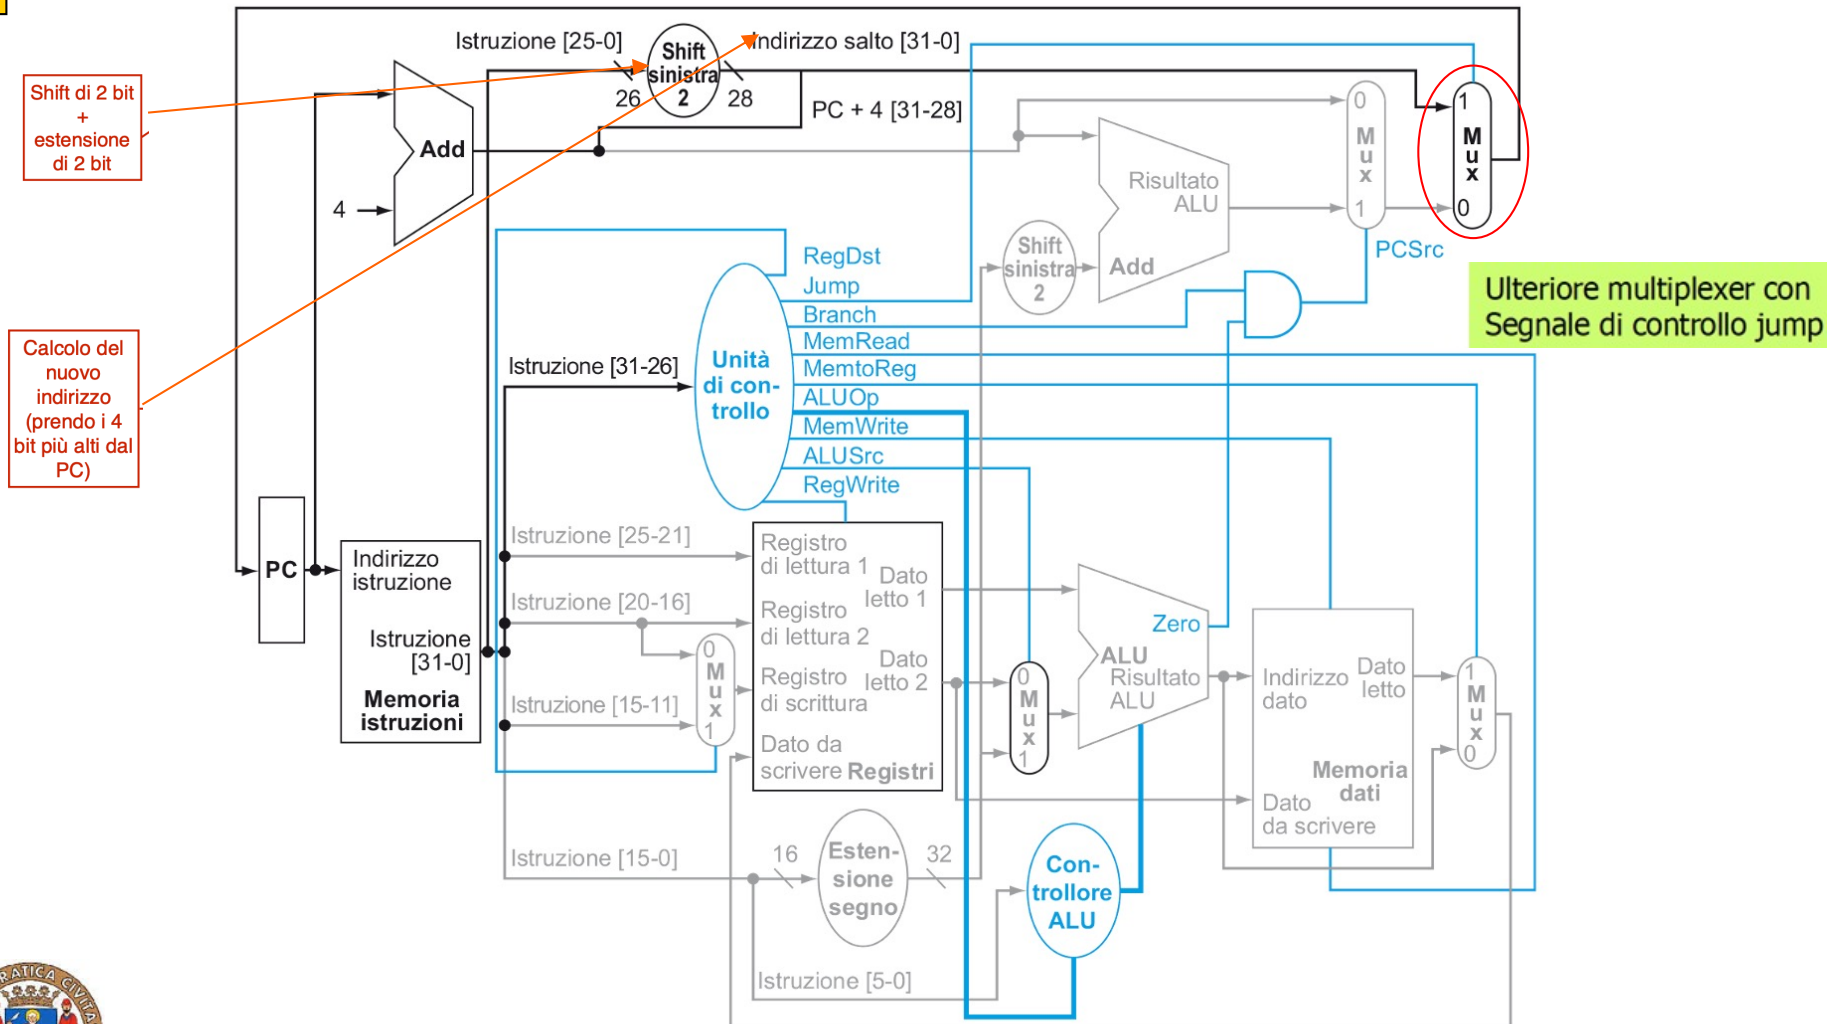 Istruzione [25-0]
Shift
sinistra
2
26
28
Indirizzo salto [31-0]
PC + 4 [31-28]
Shift di 2 bit
+
estensione
di 2 bit
Add
4
0
M
u
x
1
1
M
u
x
0
Risultato
ALU
Add
Shift
sinistra
2
PCSrc
Ulteriore multiplexer con
Segnale di controllo jump
RegDst
Jump
Branch
MemRead
MemtoReg
ALUOp
MemWrite
ALUSrc
RegWrite
Calcolo del
nuovo
indirizzo
(prendo i 4
bit più alti dal
PC)
Istruzione [31-26]
Unità
di con-
trollo
PC
Indirizzo
istruzione
Istruzione
[31-0]
Memoria
istruzioni
Istruzione [25-21]
Istruzione [20-16]
Istruzione [15-11]
0
M
u
x
1
Registro
di lettura 1
Dato
letto 1
Registro
di lettura 2
Dato
letto 2
Registro
di scrittura
Dato da
scrivere Registri
0
M
u
x
1
Zero
ALU
Risultato
ALU
Indirizzo
dato
Dato
letto
Memoria
dati
Dato
da scrivere
1
M
u
x
0
Istruzione [15-0]
16
Esten-
sione
segno
32
Con-
trollore
ALU
Istruzione [5-0]